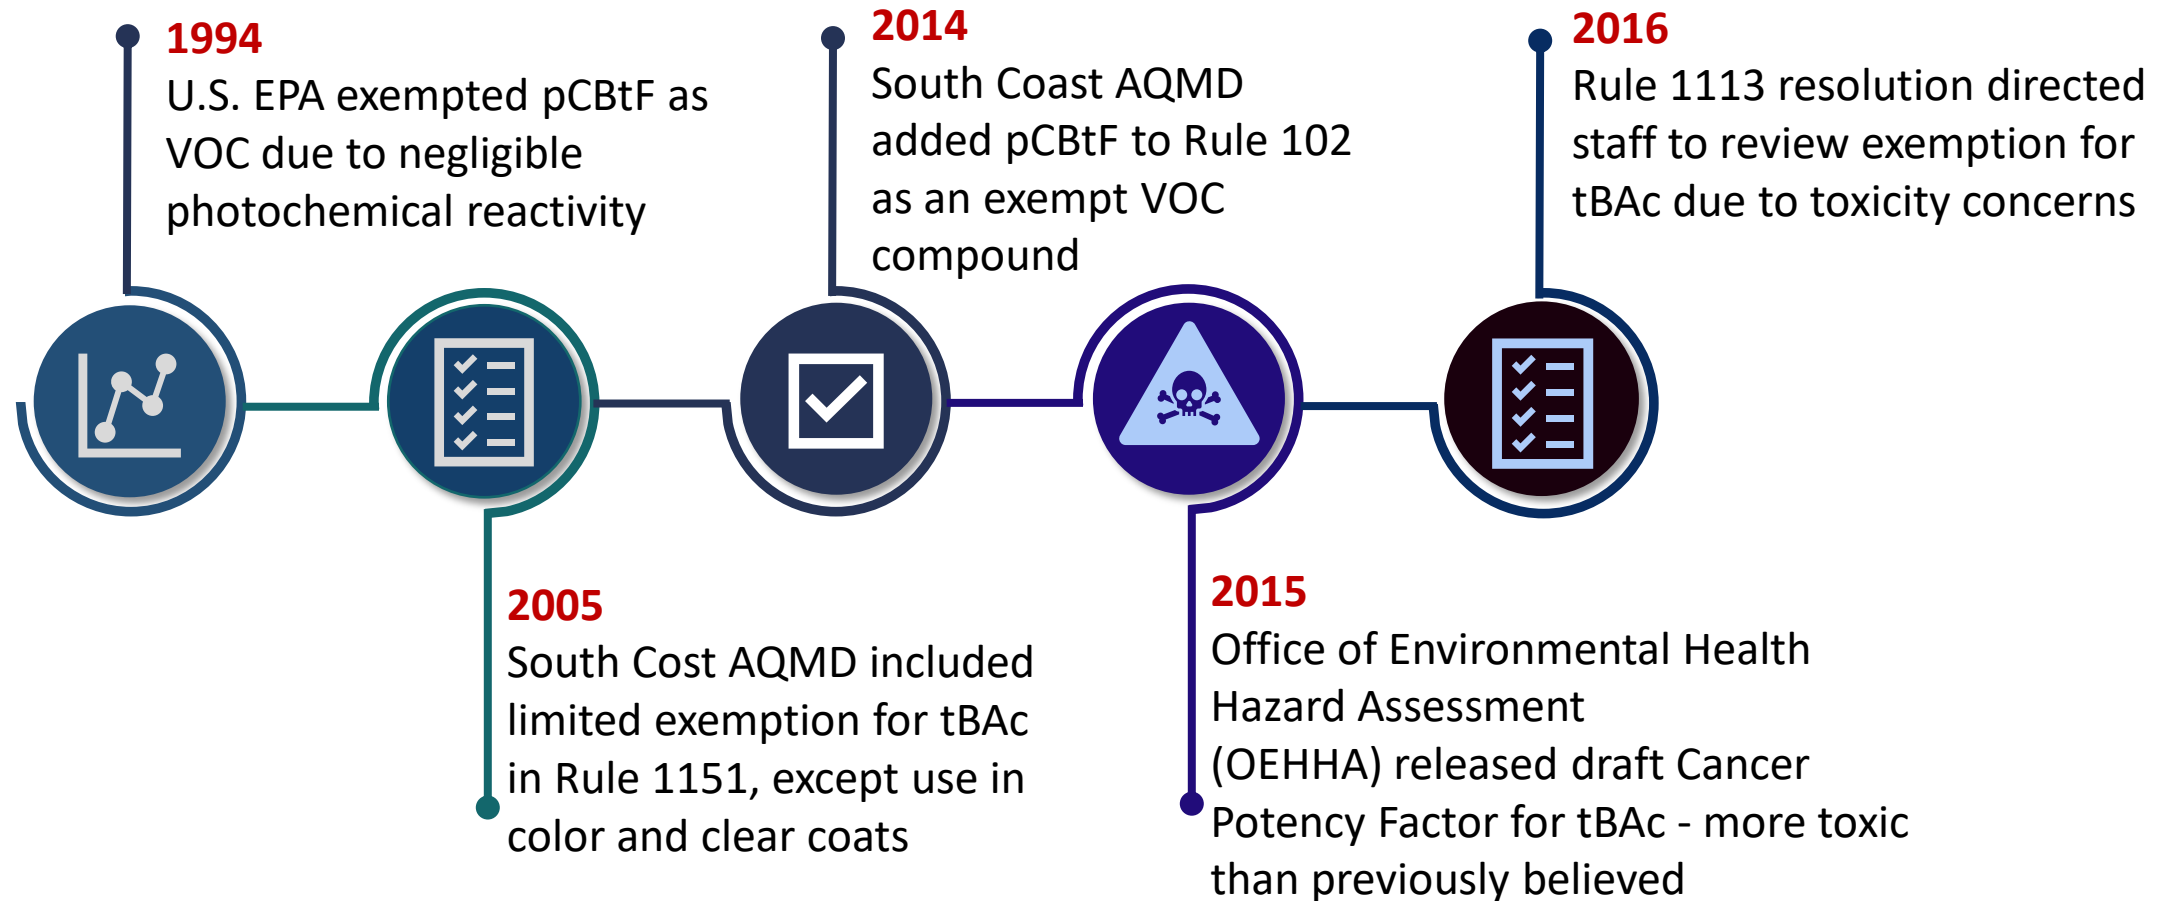 1994
U.S. EPA exempted pCBtF as
VOC due to negligible
photochemical reactivity
2005
South Cost AQMD included
limited exemption for tBAc
in Rule 1151, except use in
color and clear coats
2014
South Coast AQMD
added pCBtF to Rule 102
as an exempt VOC
compound
2015
Office of Environmental Health
Hazard Assessment
(OEHHA) released draft Cancer
Potency Factor for tBAc - more toxic
than previously believed
2016
Rule 1113 resolution directed
staff to review exemption for
tBAc due to toxicity concerns